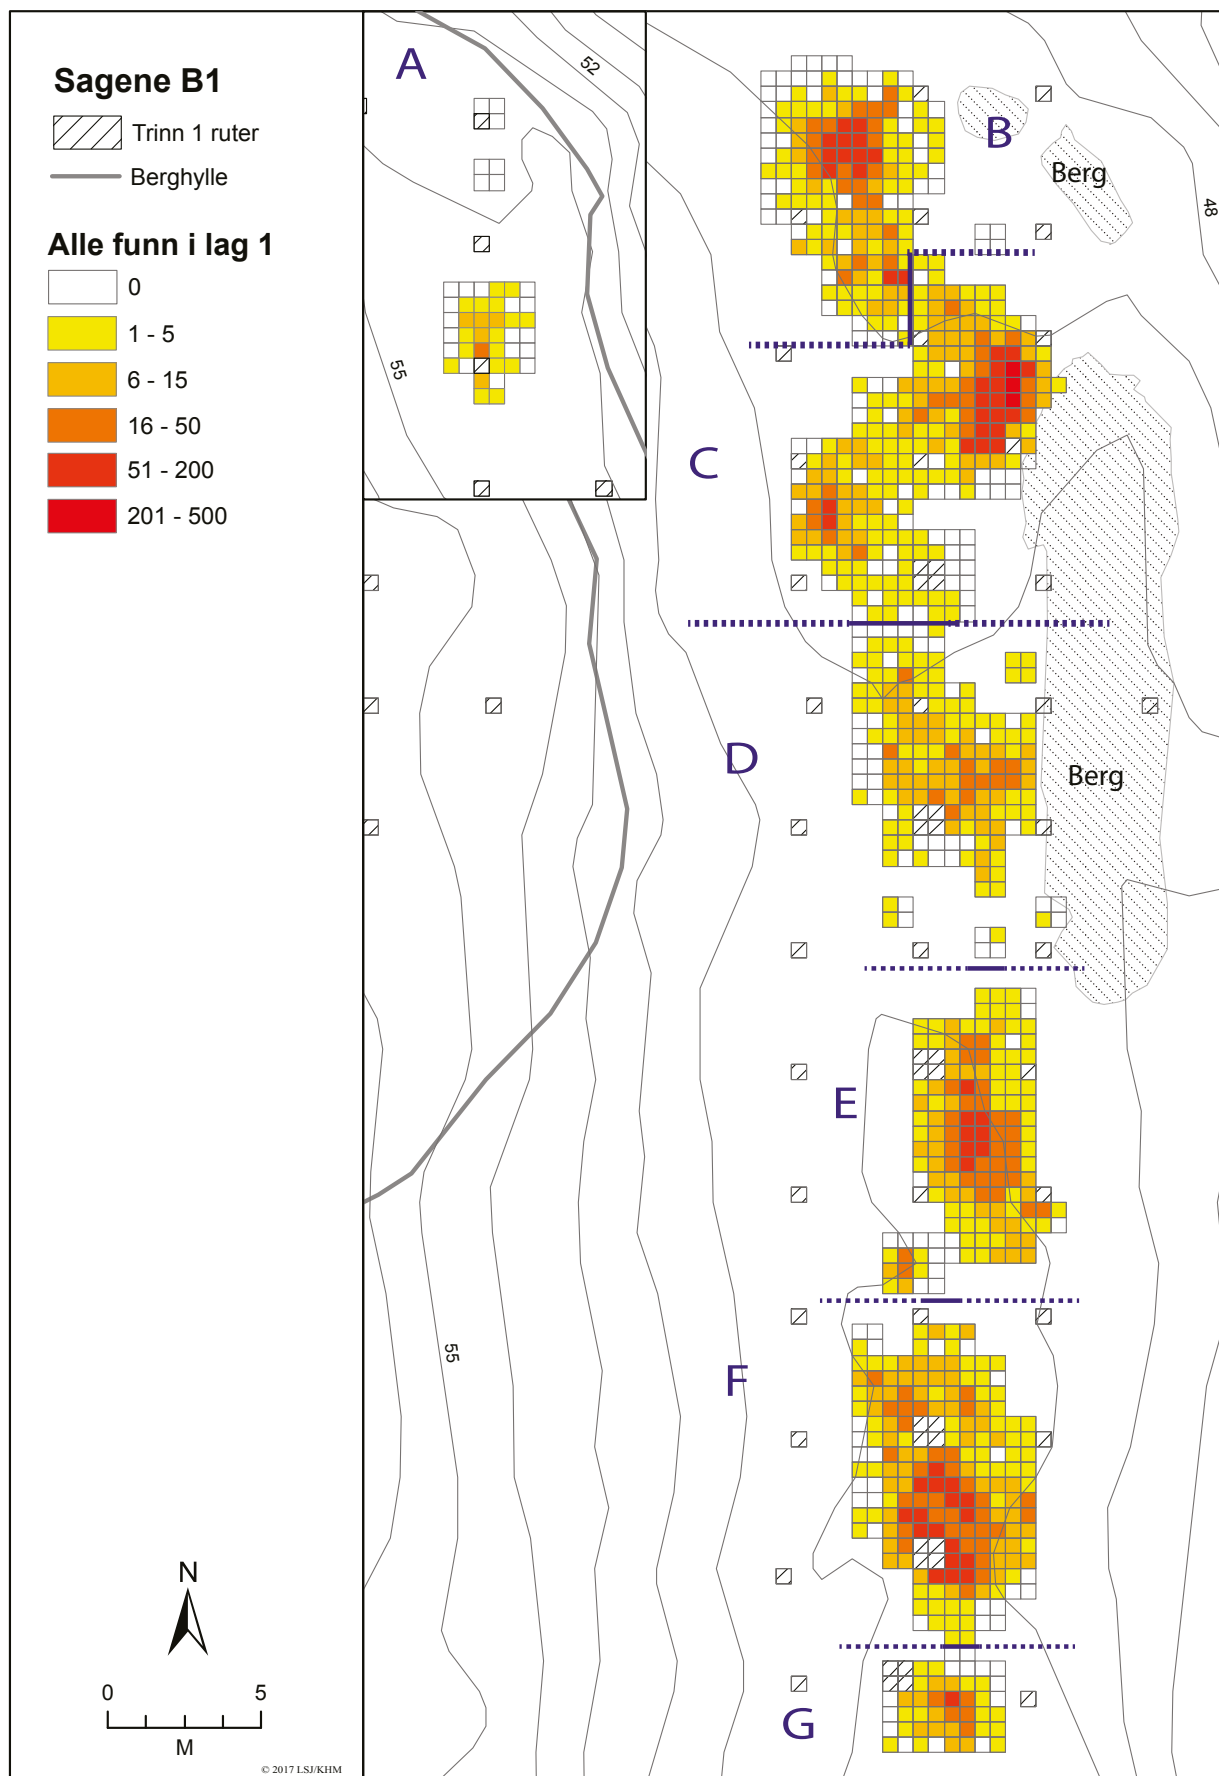 Sagene B1
Trinn 1 ruter
Berghylle
Alle funn i lag 1
0
1 - 5
6 - 15
16 - 50
51 - 200
201 - 500
N
0 5
M
© 2017 LSJ/KHM
A
52
55
B
Berg
48
C
D
Berg
E
55
F
G